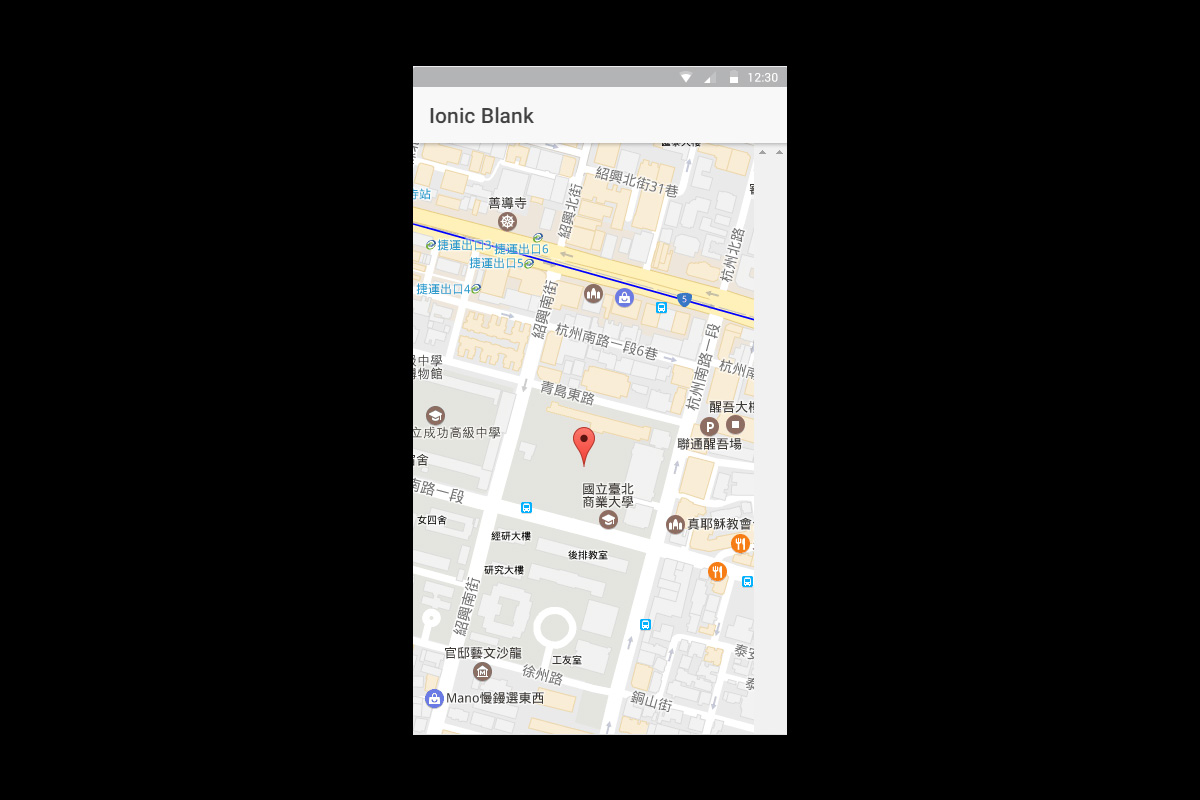 12:30
Ionic Blank
紹興北街31巷
寺站
善導寺
紹興北街
杭州北路
捷運出口3
捷運出口6
捷運出口5
捷運出口4
5
紹興南街
杭州南路一段6巷
杭州南路一段
杭州南
級中學
博物館
青島東路
醒吾大樓
P
立成功高級中學
聯通醒吾場
宿舍
國立臺北
商業大學
南路一段
女四舍
真耶穌教會
經研大樓
後排教室
研究大樓
紹興南街
官邸藝文沙龍
工友室
泰安
徐州路
泰
Mano慢鏝選東西
銅山街